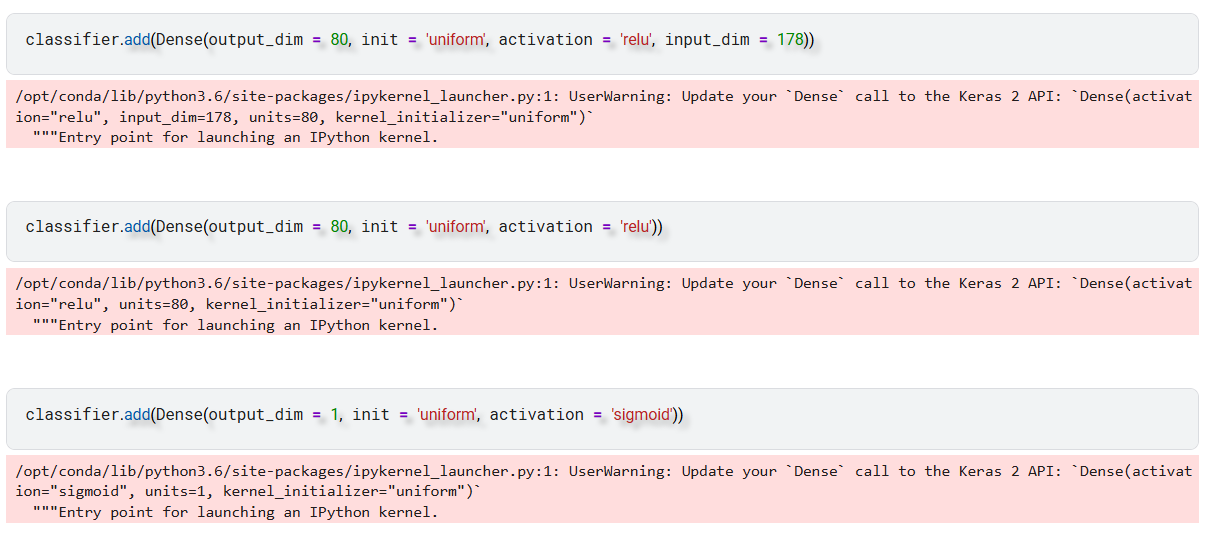 classifier.add(Dense(output_dim = 80, init = 'uniform', activation = 'relu', input_dim = 178))
/opt/conda/lib/python3.6/site-packages/ipykernel_launcher.py:1: UserWarning: Update your `Dense` call to the Keras 2 API: `Dense(activat
ion="relu", input_dim=178, units=80, kernel_initializer="uniform")`
"""Entry point for launching an IPython kernel.
classifier.add(Dense(output_dim = 80, init = 'uniform', activation = 'relu'))
/opt/conda/lib/python3.6/site-packages/ipykernel_launcher.py:1: UserWarning: Update your `Dense` call to the Keras 2 API: `Dense(activat
ion="relu", units=80, kernel_initializer="uniform")`
"""Entry point for launching an IPython kernel.
classifier.add(Dense(output_dim = 1, init = 'uniform', activation = 'sigmoid'))
/opt/conda/lib/python3.6/site-packages/ipykernel_launcher.py:1: UserWarning: Update your `Dense` call to the Keras 2 API: `Dense(activat
ion="sigmoid", units=1, kernel_initializer="uniform")`
"""Entry point for launching an IPython kernel.